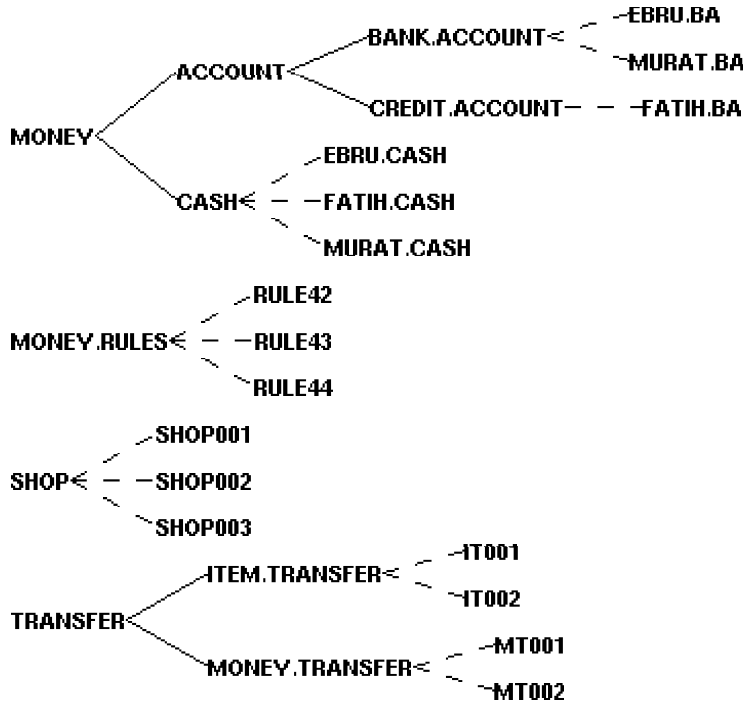 EBRU.BA
BANK.ACCOUNT
MURAT.BA
ACCOUNT
CREDIT.ACCOUNT
FATIH.BA
MONEY
EBRU.CASH
CASH
FATIH.CASH
MURAT.CASH
RULE42
MONEY.RULES
RULE43
RULE44
SHOP001
SHOP
SHOP002
SHOP003
IT001
ITEM.TRANSFER
IT002
TRANSFER
MT001
MONEY.TRANSFER
MT002